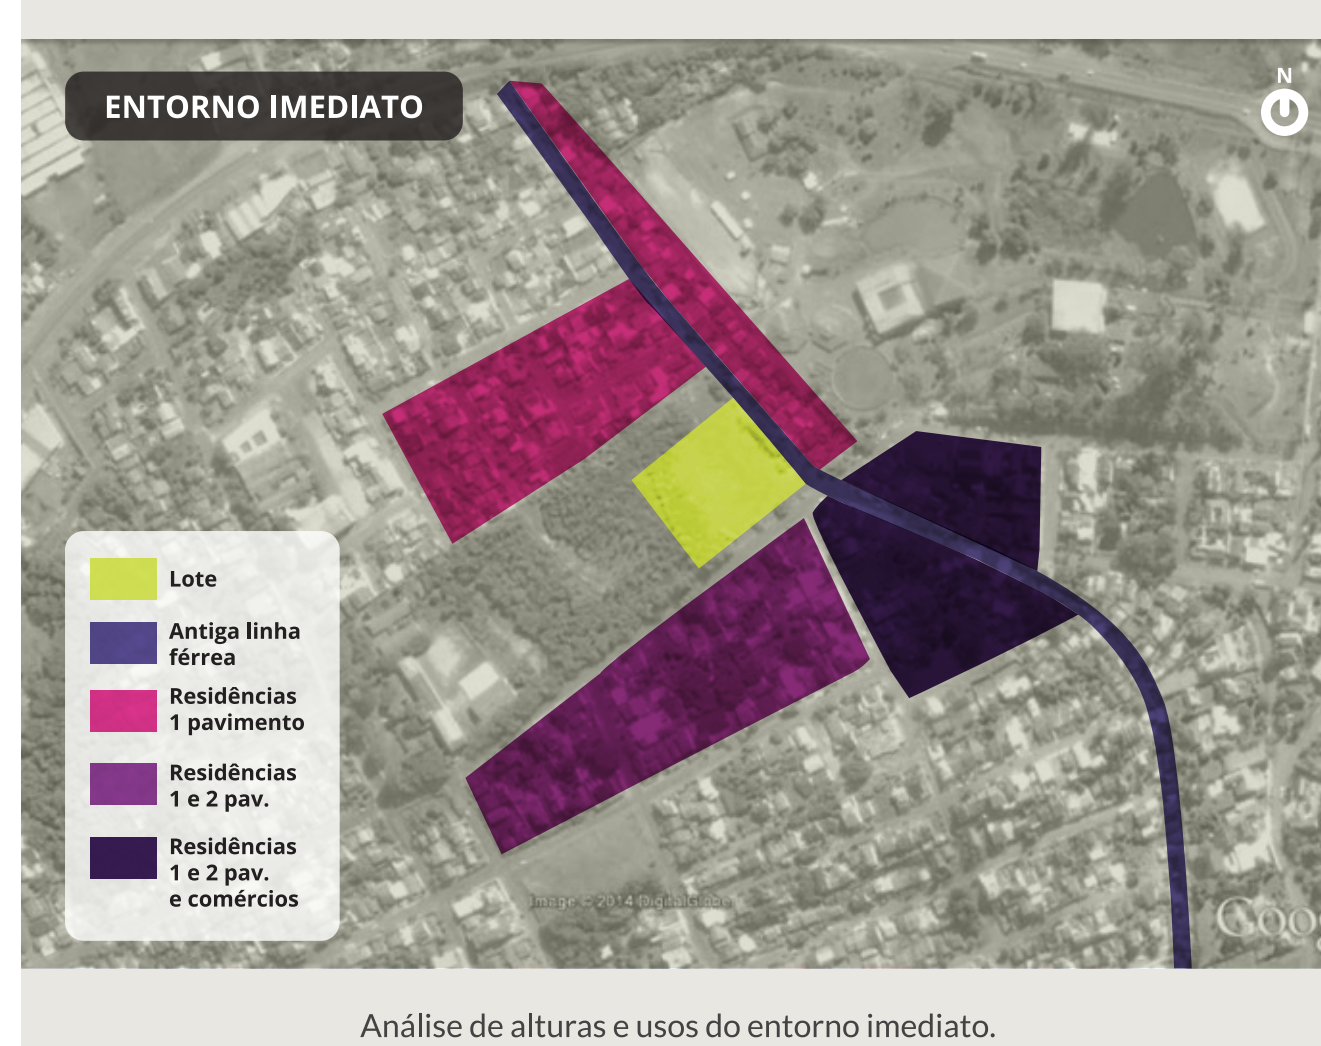 ENTORNO IMEDIATO
N
Lote
Antiga linha
férrea
Residências
1 pavimento
Residências
1 e 2 pav.
Residências
1 e 2 pav.
e comércios
Image © 2014 DigitalGlobe
Goog
Análise de alturas e usos do entorno imediato.